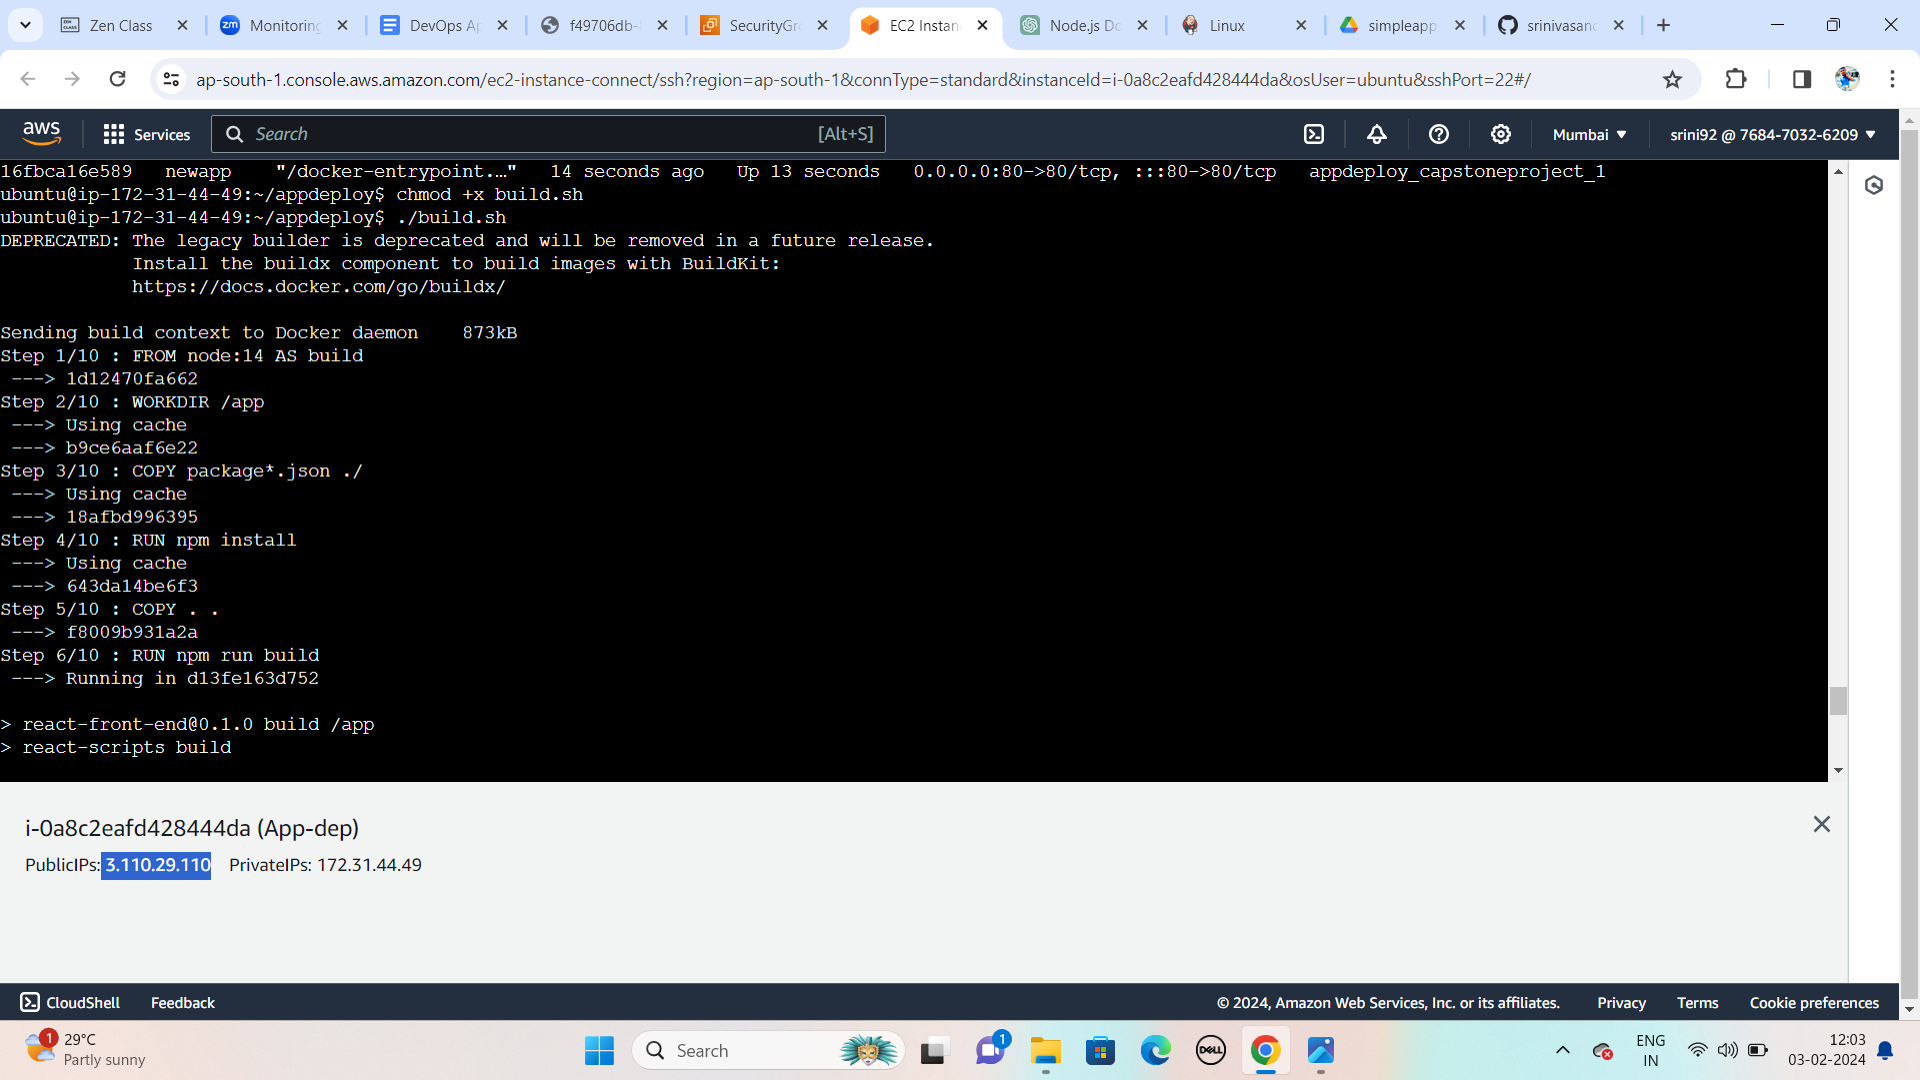 Zen Class
zm
Monitoring
DevOps Ap
f49706db-
SecurityGr
EC2 Instan
Node.js Do
Linux
simpleapp
srinivasan
ap-south-1.console.aws.amazon.com/ec2-instance-connect/ssh?region=ap-south-1&connType=standard&instanceId=i-0a8c2eafd428444da&osUser=ubuntu&sshPort=22#/
aws
Services
Search
[Alt+S]
Mumbai
srini92 @ 7684-7032-6209
16fbca16e589   newapp    "/docker-entrypoint.…"   14 seconds ago   Up 13 seconds   0.0.0.0:80->80/tcp, :::80->80/tcp   appdeploy_capstoneproject_1
ubuntu@ip-172-31-44-49:~/appdeploy$ chmod +x build.sh
ubuntu@ip-172-31-44-49:~/appdeploy$ ./build.sh
DEPRECATED: The legacy builder is deprecated and will be removed in a future release.
Install the buildx component to build images with BuildKit:
https://docs.docker.com/go/buildx/
Sending build context to Docker daemon    873kB
Step 1/10 : FROM node:14 AS build
---> 1d12470fa662
Step 2/10 : WORKDIR /app
---> Using cache
---> b9ce6aaf6e22
Step 3/10 : COPY package*.json ./
---> Using cache
---> 18afbd996395
Step 4/10 : RUN npm install
---> Using cache
---> 643da14be6f3
Step 5/10 : COPY . .
---> f8009b931a2a
Step 6/10 : RUN npm run build
---> Running in d13fe163d752
> react-front-end@0.1.0 build /app
> react-scripts build
i-0a8c2eafd428444da (App-dep)
PublicIPs: 3.110.29.110   PrivateIPs: 172.31.44.49
CloudShell
Feedback
© 2024, Amazon Web Services, Inc. or its affiliates.
Privacy
Terms
Cookie preferences
1
29°C
Partly sunny
Search
1
DELL
ENG
IN
12:03
03-02-2024